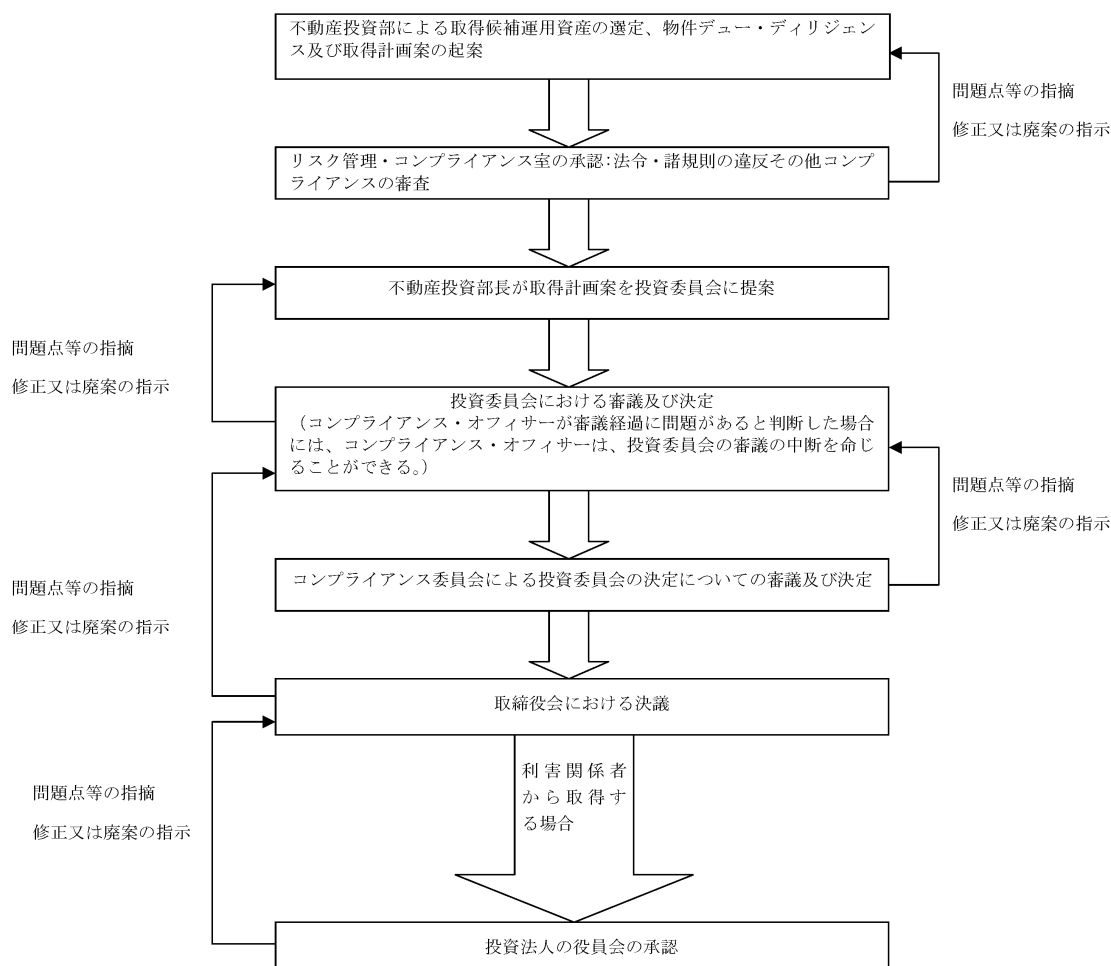 不動産投資部による取得候補運用資産の選定、物件デュー・ディリジェン
ス及び取得計画案の起案
問題点等の指摘
修正又は廃案の指示
リスク管理・コンプライアンス室の承認:法令・諸規則の違反その他コンプ
ライアンスの審査
不動産投資部長が取得計画案を投資委員会に提案
問題点等の指摘
修正又は廃案の指示
投資委員会における審議及び決定
（コンプライアンス・オフィサーが審議経過に問題があると判断した場合
には、コンプライアンス・オフィサーは、投資委員会の審議の中断を命じ
ることができる。）
問題点等の指摘
修正又は廃案の指示
コンプライアンス委員会による投資委員会の決定についての審議及び決定
問題点等の指摘
修正又は廃案の指示
取締役会における決議
利害関係者
から取得す
る場合
問題点等の指摘
修正又は廃案の指示
投資法人の役員会の承認